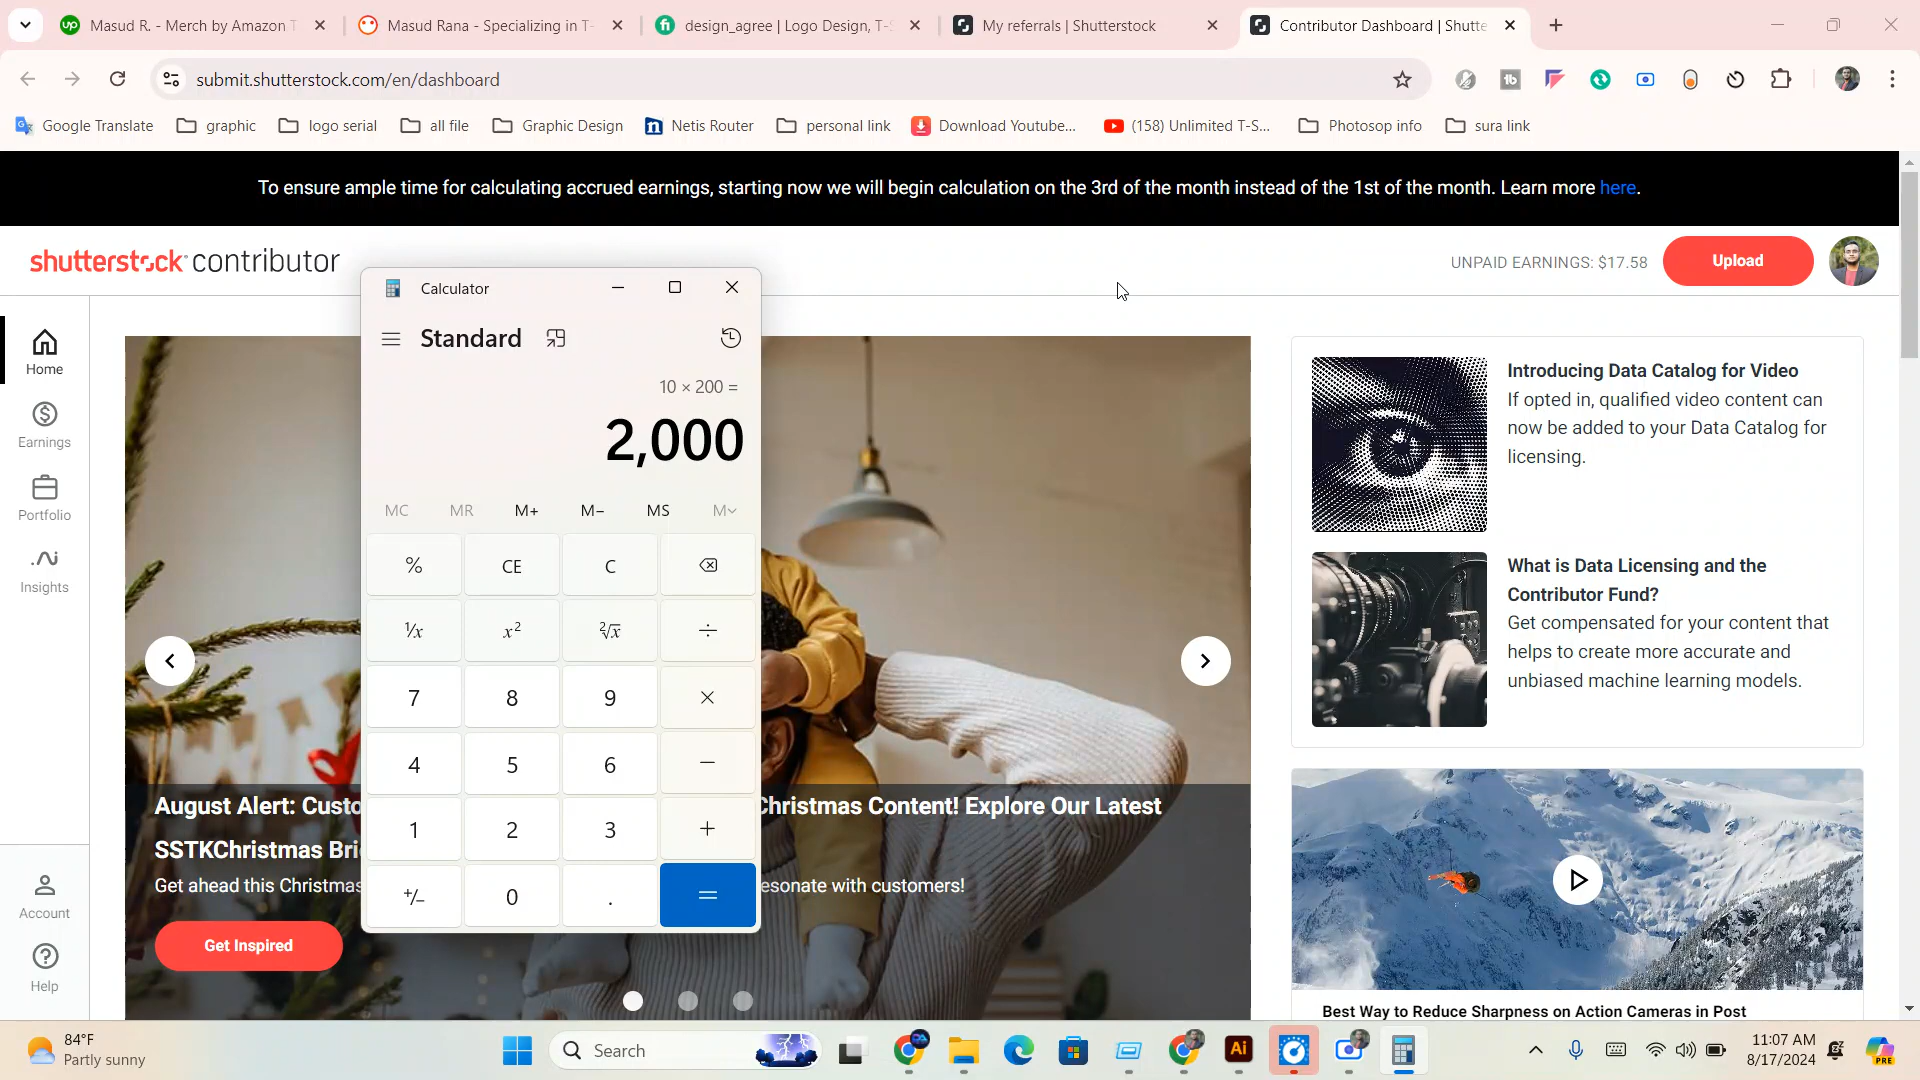 Masud R. - Merch by Amazon T
Masud Rana - Specializing in T-
design_agree | Logo Design, T-S
My referrals | Shutterstock
Contributor Dashboard | Shutte
submit.shutterstock.com/en/dashboard
Google Translate
graphic
logo serial
all file
Graphic Design
Netis Router
personal link
Download Youtube...
(158) Unlimited T-S...
Photosop info
sura link
To ensure ample time for calculating accrued earnings, starting now we will begin calculation on the 3rd of the month instead of the 1st of the month. Learn more here.
shutterstock contributor
UNPAID EARNINGS: $17.58
Upload
Calculator
Standard
10 × 200 =
2,000
MC MR M+ M− MS M
% CE C
¹/x x² ²√x ÷
7 8 9 ×
4 5 6 −
1 2 3 +
+/− 0 . =
Home
Earnings
Portfolio
Insights
Account
Help
August Alert: Custo
Christmas Content! Explore Our Latest
SSTKChristmas Bri
Get ahead this Christmas
esonate with customers!
Get Inspired
Introducing Data Catalog for Video
If opted in, qualified video content can
now be added to your Data Catalog for
licensing.
What is Data Licensing and the
Contributor Fund?
Get compensated for your content that
helps to create more accurate and
unbiased machine learning models.
Best Way to Reduce Sharpness on Action Cameras in Post
84°F
Partly sunny
Search
Ai
11:07 AM
8/17/2024
PRE